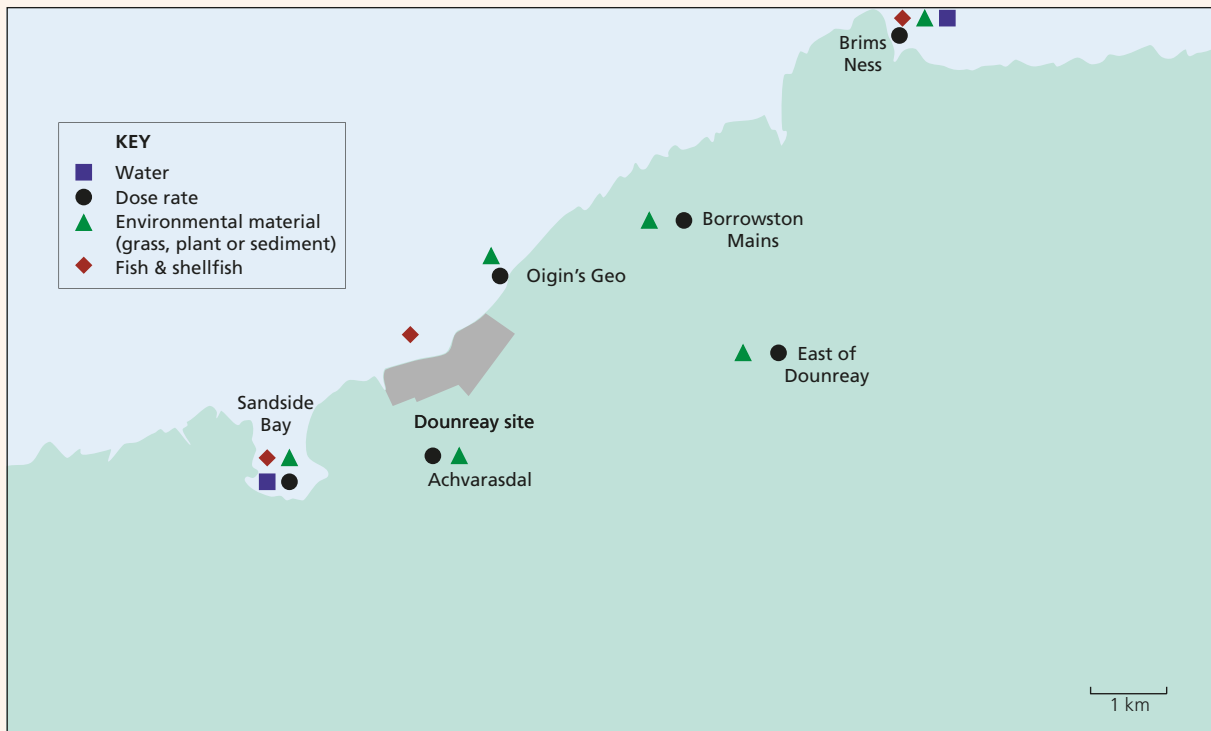 Brims
Ness
KEY
Water
Dose rate
Environmental material
(grass, plant or sediment)
Fish & shellfish
Borrowston
Mains
Oigin's Geo
East of
Dounreay
Sandside
Bay
Dounreay site
Achvarasdal
1 km